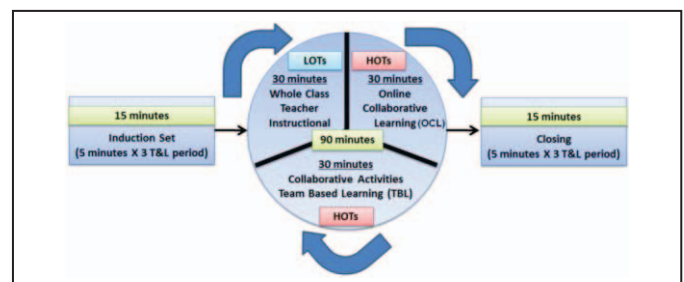 15 minutes
Induction Set
(5 minutes X 3 T&L period)
LOTs
30 minutes
Whole Class
Teacher
Instructional
HOTs
30 minutes
Online
Collaborative
Learning (OCL)
90 minutes
30 minutes
Collaborative Activities
Team Based Learning (TBL)
HOTs
15 minutes
Closing
(5 minutes X 3 T&L period)